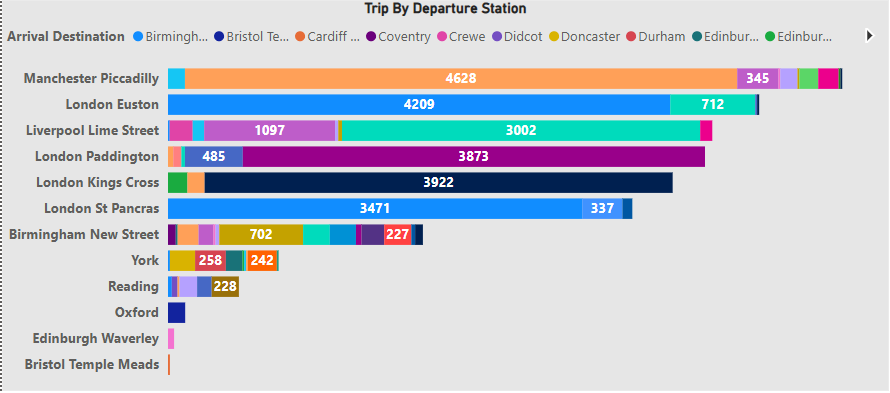 Trip By Departure Station
Arrival Destination Birmingh... Bristol Te... Cardiff ... Coventry Crewe Didcot Doncaster Durham Edinbur... Edinbur...
Manchester Piccadilly 4628 345
London Euston 4209 712
Liverpool Lime Street 1097 3002
London Paddington 485 3873
London Kings Cross 3922
London St Pancras 3471 337
Birmingham New Street 702 227
York 258 242
Reading 228
Oxford
Edinburgh Waverley
Bristol Temple Meads